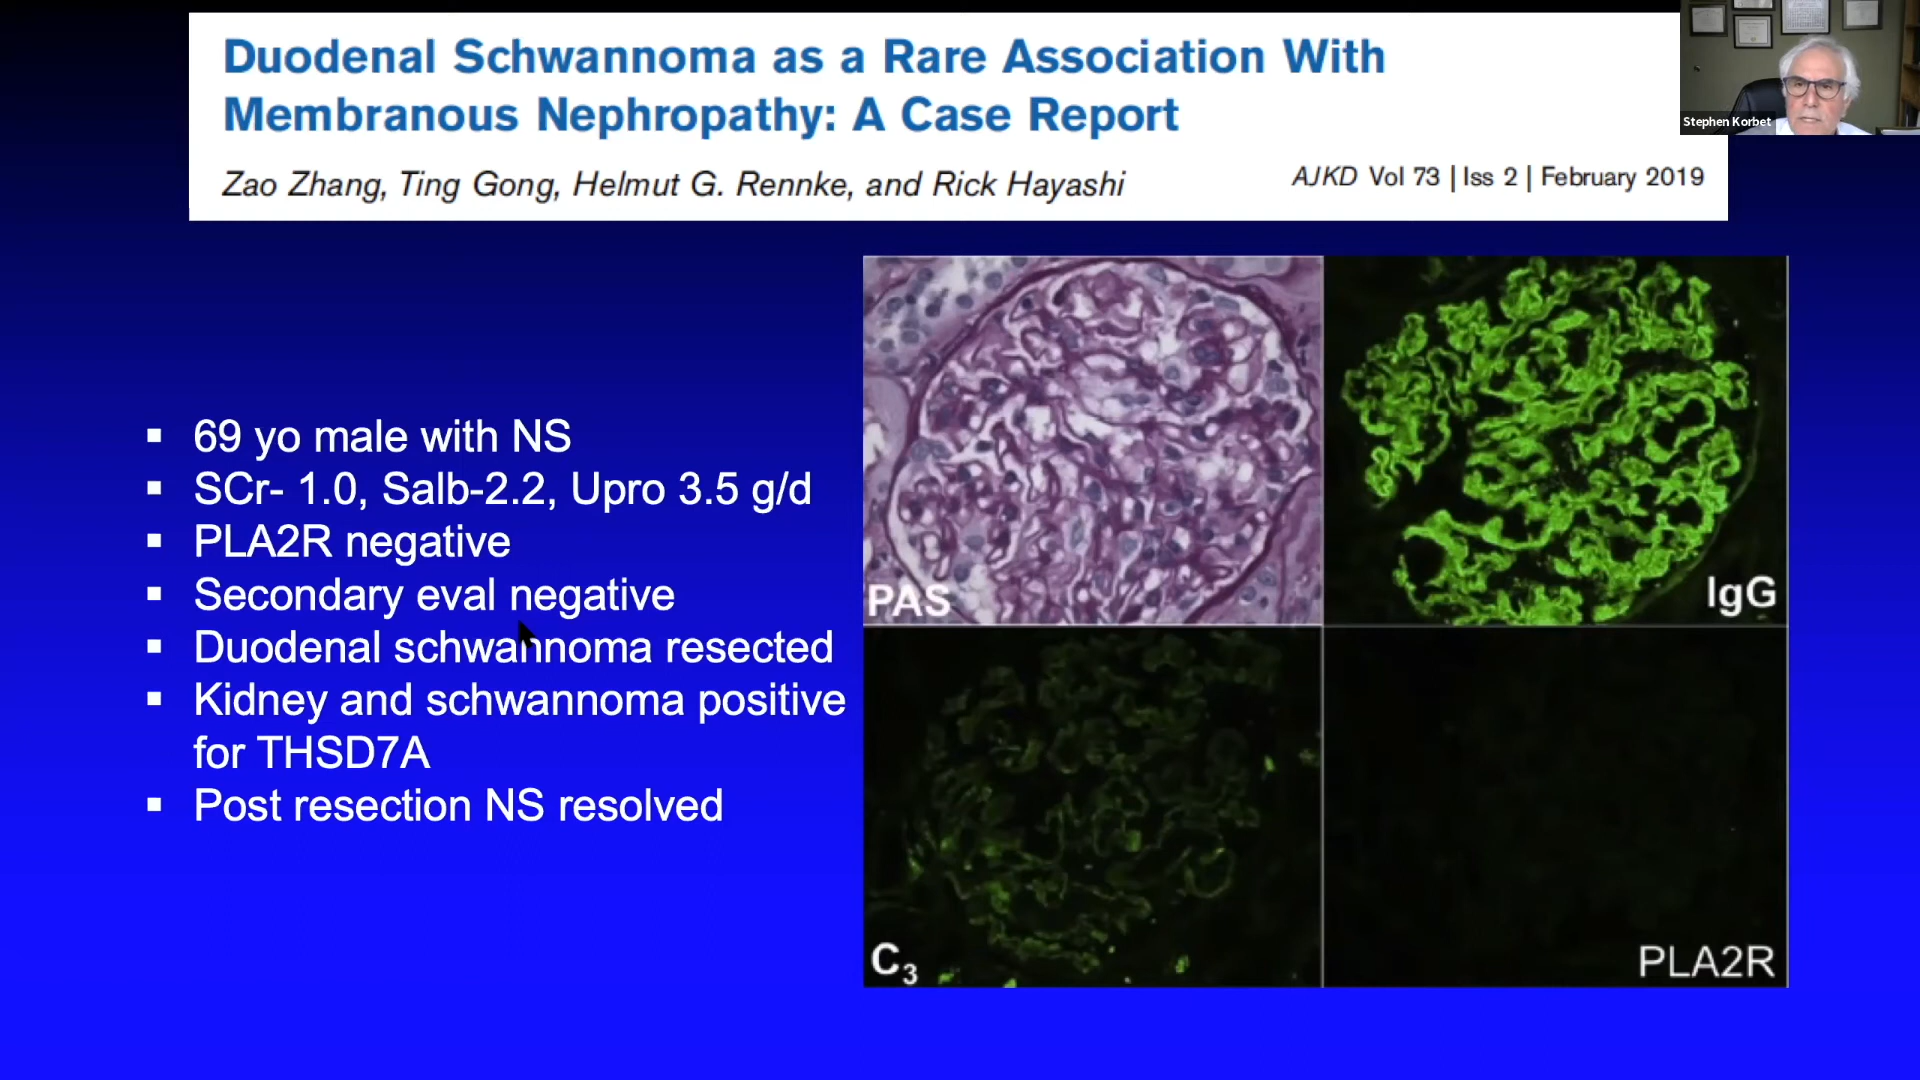 Duodenal Schwannoma as a Rare Association With
Membranous Nephropathy: A Case Report
Zao Zhang, Ting Gong, Helmut G. Rennke, and Rick Hayashi
AJKD Vol 73 | Iss 2 | February 2019
Stephen Korbet
▪ 69 yo male with NS
▪ SCr- 1.0, Salb-2.2, Upro 3.5 g/d
▪ PLA2R negative
▪ Secondary eval negative
▪ Duodenal schwannoma resected
▪ Kidney and schwannoma positive
for THSD7A
▪ Post resection NS resolved
PAS
IgG
C3
PLA2R